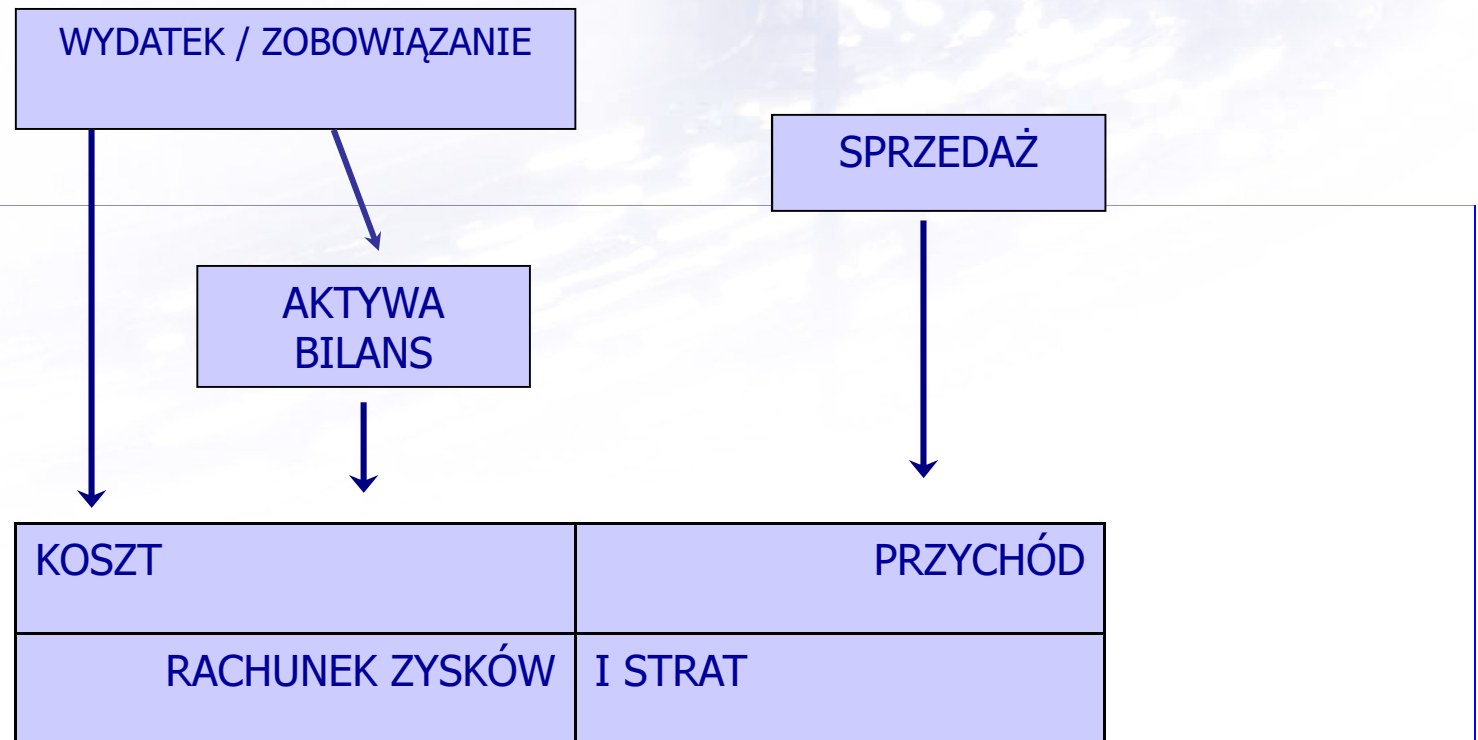 WYDATEK / ZOBOWIĄZANIE
SPRZEDAŻ
AKTYWA
BILANS
KOSZT
PRZYCHÓD
RACHUNEK ZYSKÓW I STRAT